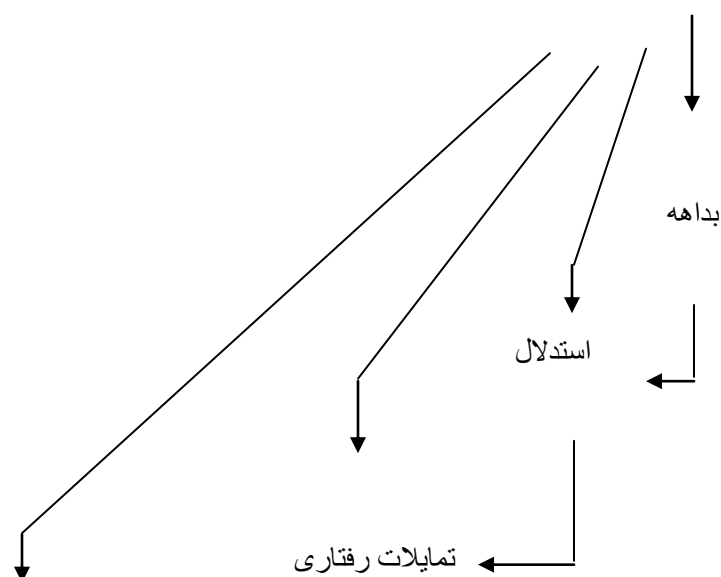 بداهه
استدلال
تمایلات رفتاری